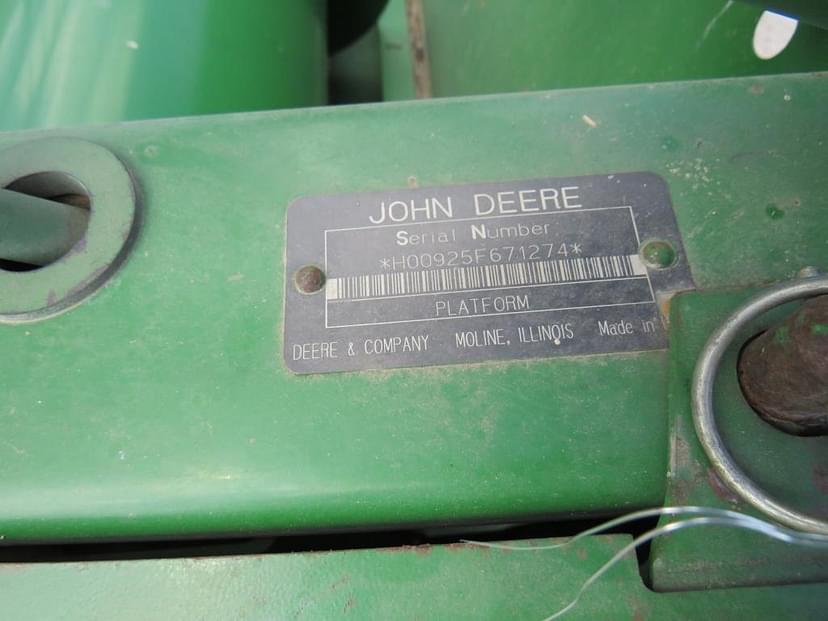 JOHN DEERE
Serial Number
*H00925F671274*
PLATFORM
DEERE & COMPANY MOLINE, ILLINOIS Made in